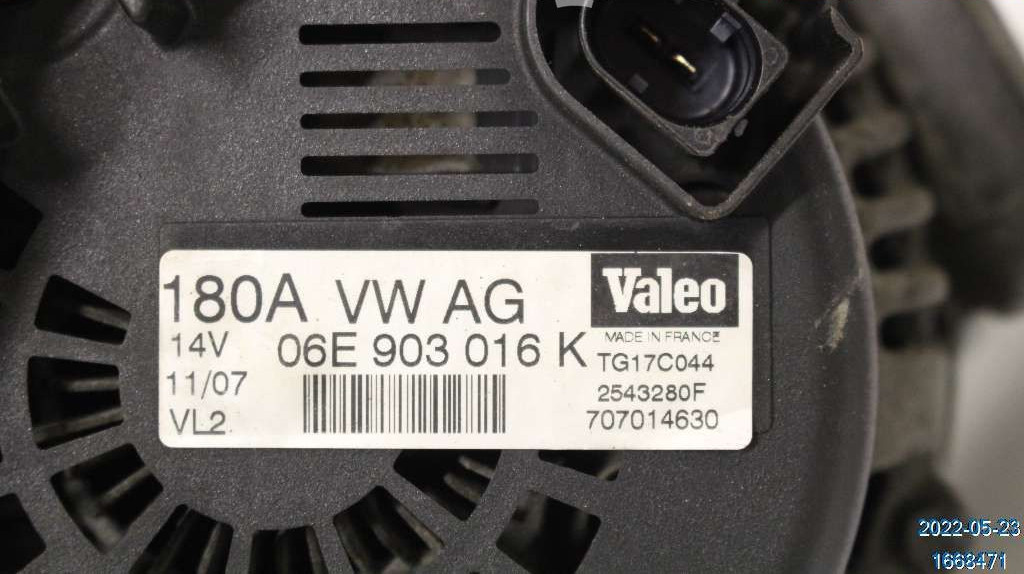 180A VW AG
14V 06E 903 016 K
11/07
VL2
Valeo
MADE IN FRANCE
TG17C044
2543280F
707014630
2022-05-23
1668471